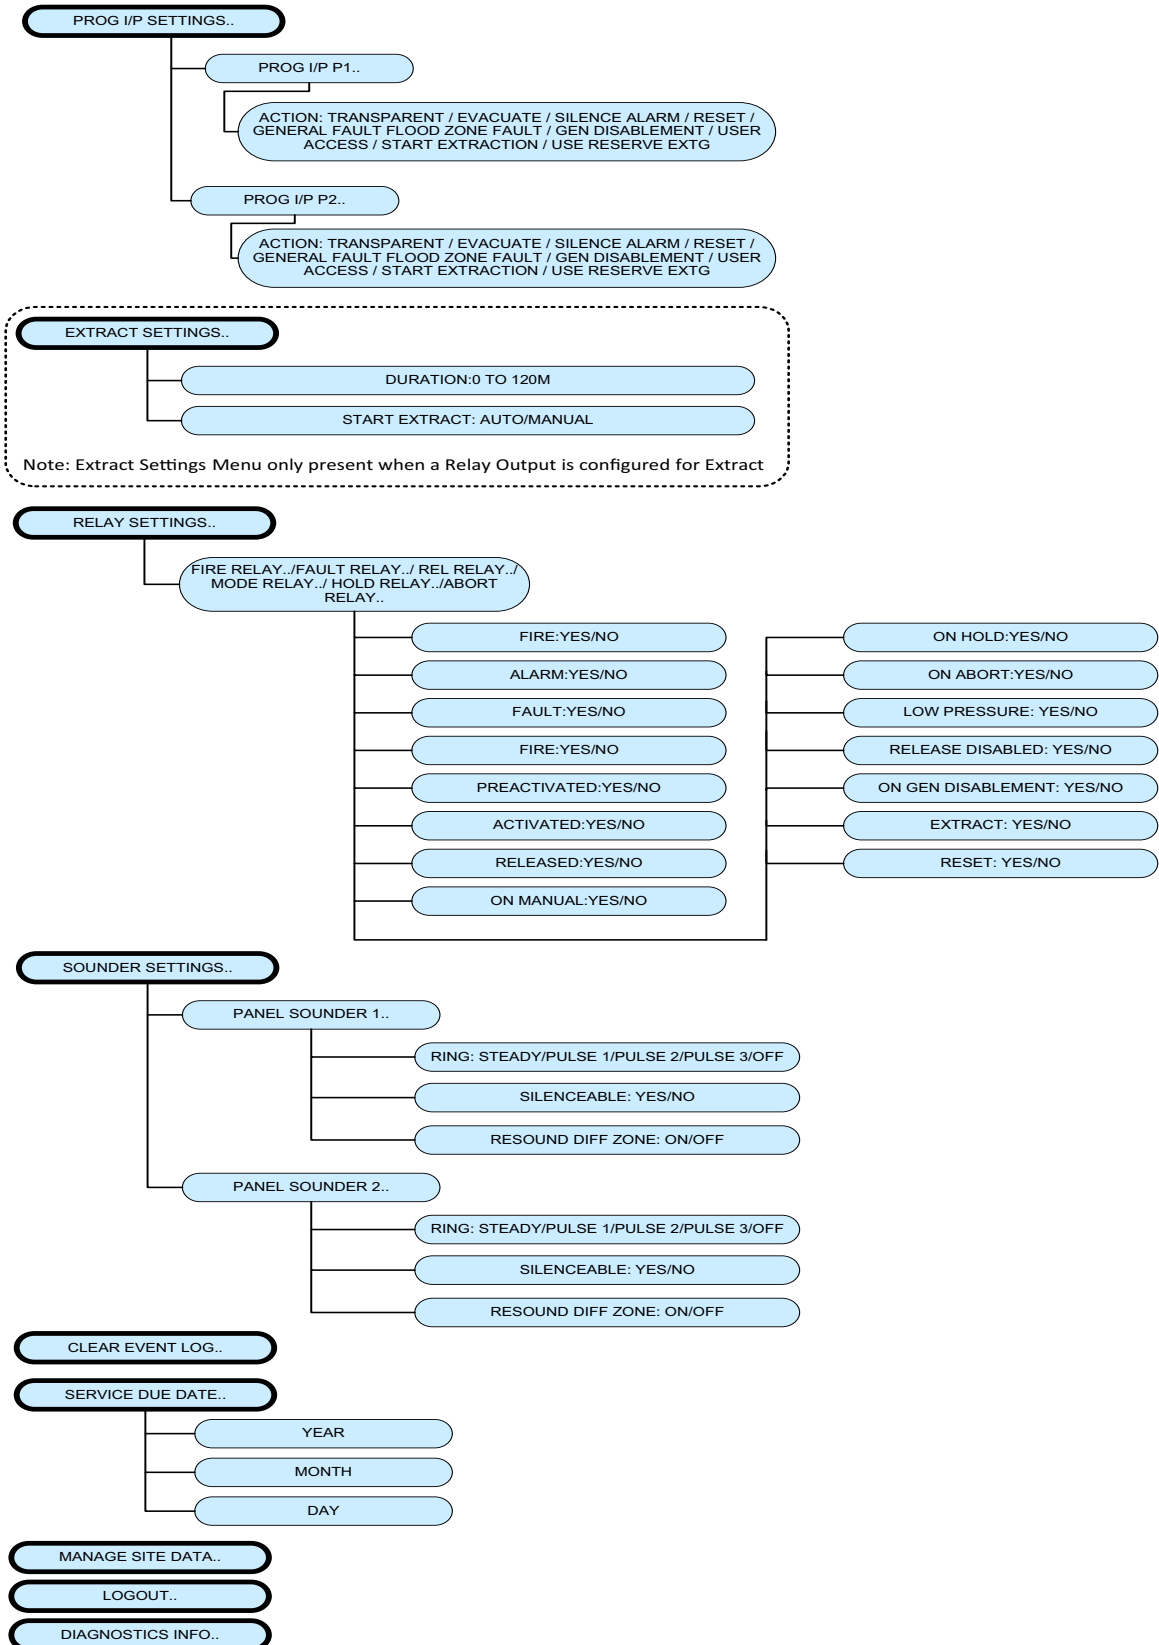 PROG I/P SETTINGS..
PROG I/P P1..
ACTION: TRANSPARENT / EVACUATE / SILENCE ALARM / RESET /
GENERAL FAULT FLOOD ZONE FAULT / GEN DISABLEMENT / USER
ACCESS / START EXTRACTION / USE RESERVE EXTG
PROG I/P P2..
ACTION: TRANSPARENT / EVACUATE / SILENCE ALARM / RESET /
GENERAL FAULT FLOOD ZONE FAULT / GEN DISABLEMENT / USER
ACCESS / START EXTRACTION / USE RESERVE EXTG
EXTRACT SETTINGS..
DURATION:0 TO 120M
START EXTRACT: AUTO/MANUAL
Note: Extract Settings Menu only present when a Relay Output is configured for Extract
RELAY SETTINGS..
FIRE RELAY../FAULT RELAY../ REL RELAY../
MODE RELAY../ HOLD RELAY../ABORT
RELAY..
FIRE:YES/NO
ALARM:YES/NO
FAULT:YES/NO
FIRE:YES/NO
PREACTIVATED:YES/NO
ACTIVATED:YES/NO
RELEASED:YES/NO
ON MANUAL:YES/NO
ON HOLD:YES/NO
ON ABORT:YES/NO
LOW PRESSURE: YES/NO
RELEASE DISABLED: YES/NO
ON GEN DISABLEMENT: YES/NO
EXTRACT: YES/NO
RESET: YES/NO
SOUNDER SETTINGS..
PANEL SOUNDER 1..
RING: STEADY/PULSE 1/PULSE 2/PULSE 3/OFF
SILENCEABLE: YES/NO
RESOUND DIFF ZONE: ON/OFF
PANEL SOUNDER 2..
RING: STEADY/PULSE 1/PULSE 2/PULSE 3/OFF
SILENCEABLE: YES/NO
RESOUND DIFF ZONE: ON/OFF
CLEAR EVENT LOG..
SERVICE DUE DATE..
YEAR
MONTH
DAY
MANAGE SITE DATA..
LOGOUT..
DIAGNOSTICS INFO..